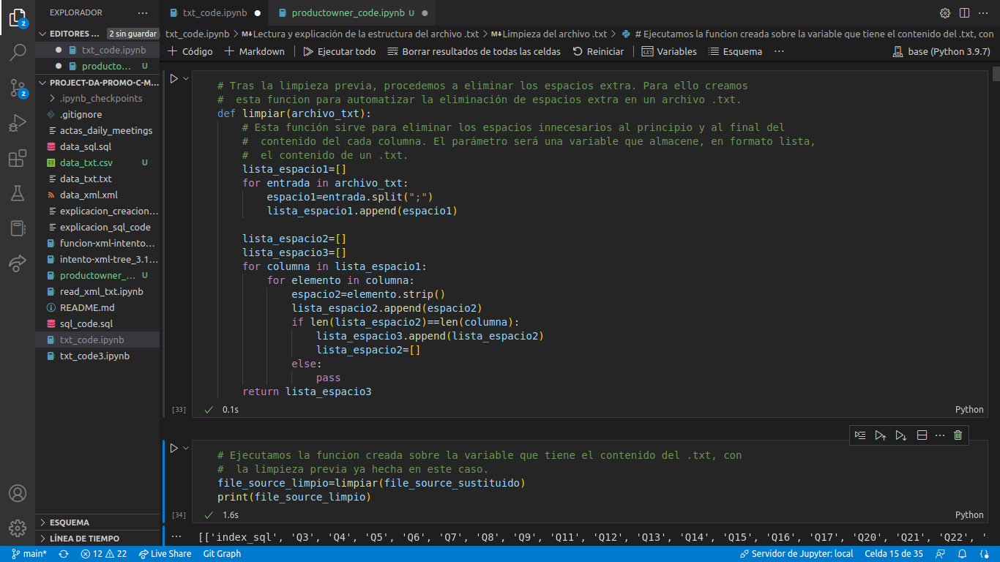 EXPLORADOR ···
txt_code.ipynb ●
productowner_code.ipynb U ●
EDITORES ... 2 sin guardar
txt_code.ipynb
producto... U
PROJECT-DA-PROMO-C-M...
.ipynb_checkpoints
.gitignore
actas_daily_meetings
data_sql.sql
data_txt.csv U
data_txt.txt
data_xml.xml
explicacion_creacion...
explicacion_sql_code
funcion-xml-intento...
intento-xml-tree_3.1...
productowner_... U
read_xml_txt.ipynb
README.md
sql_code.sql
txt_code.ipynb
txt_code3.ipynb
ESQUEMA
LÍNEA DE TIEMPO
txt_code.ipynb > M↓Lectura y explicación de la estructura del archivo .txt > M↓Limpieza del archivo .txt > # Ejecutamos la funcion creada sobre la variable que tiene el contenido del .txt, con
+ Código + Markdown | Ejecutar todo Borrar resultados de todas las celdas Reiniciar | Variables Esquema ··· base (Python 3.9.7)
# Tras la limpieza previa, procedemos a eliminar los espacios extra. Para ello creamos
#  esta funcion para automatizar la eliminación de espacios extra en un archivo .txt.
def limpiar(archivo_txt):
    # Esta función sirve para eliminar los espacios innecesarios al principio y al final del
    #  contenido del cada columna. El parámetro será una variable que almacene, en formato lista,
    #  el contenido de un .txt.
    lista_espacio1=[]
    for entrada in archivo_txt:
        espacio1=entrada.split(";")
        lista_espacio1.append(espacio1)
    lista_espacio2=[]
    lista_espacio3=[]
    for columna in lista_espacio1:
        for elemento in columna:
            espacio2=elemento.strip()
            lista_espacio2.append(espacio2)
            if len(lista_espacio2)==len(columna):
                lista_espacio3.append(lista_espacio2)
                lista_espacio2=[]
            else:
                pass
    return lista_espacio3
[33] ✓ 0.1s Python
# Ejecutamos la funcion creada sobre la variable que tiene el contenido del .txt, con
#  la limpieza previa ya hecha en este caso.
file_source_limpio=limpiar(file_source_sustituido)
print(file_source_limpio)
[34] ✓ 1.6s Python
··· [['index_sql', 'Q3', 'Q4', 'Q5', 'Q6', 'Q7', 'Q8', 'Q9', 'Q11', 'Q12', 'Q13', 'Q14', 'Q15', 'Q16', 'Q17', 'Q20', 'Q21', 'Q22', '
main* 12 22 Live Share Git Graph Servidor de Jupyter: local Celda 15 de 35
2
2